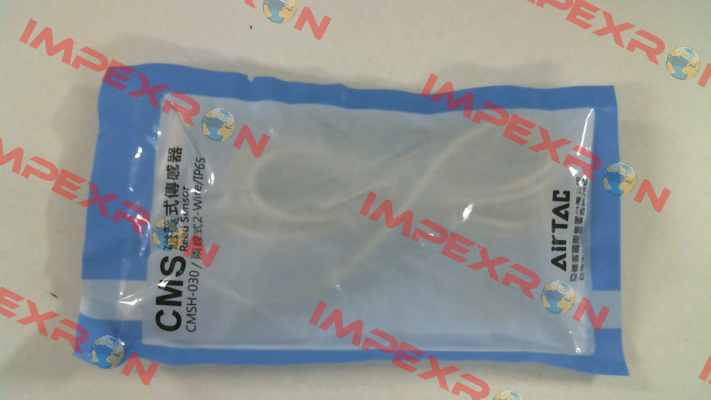 CMS
式傳感器
Reed Sensor
CMSH-030 / 兩線式2-Wire/IP65
AirTAC
IMPEXRON
IMPEXRON
IMPEXRON
IMPEXRON
IMPEXRON
IMPEXRON
IMPEXRON